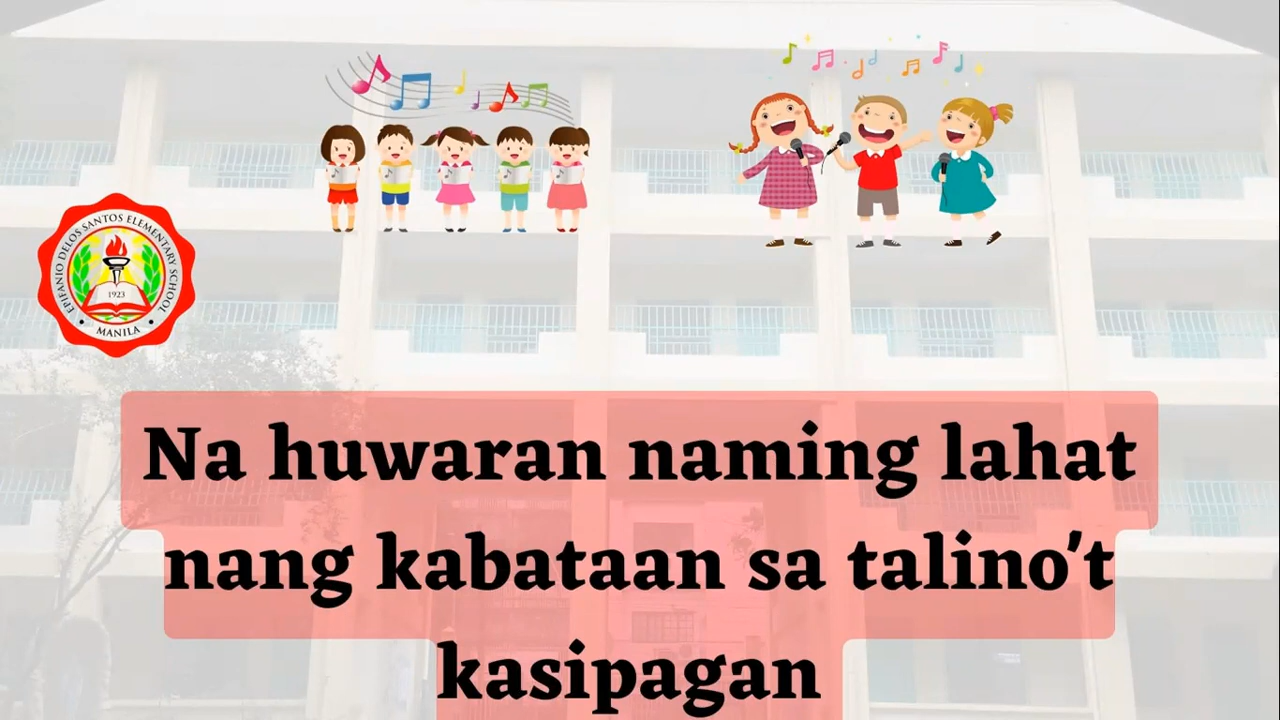 EPIFANIO DELOS SANTOS ELEMENTARY SCHOOL
1923
MANILA
Na huwaran naming lahat
nang kabataan sa talino't
kasipagan